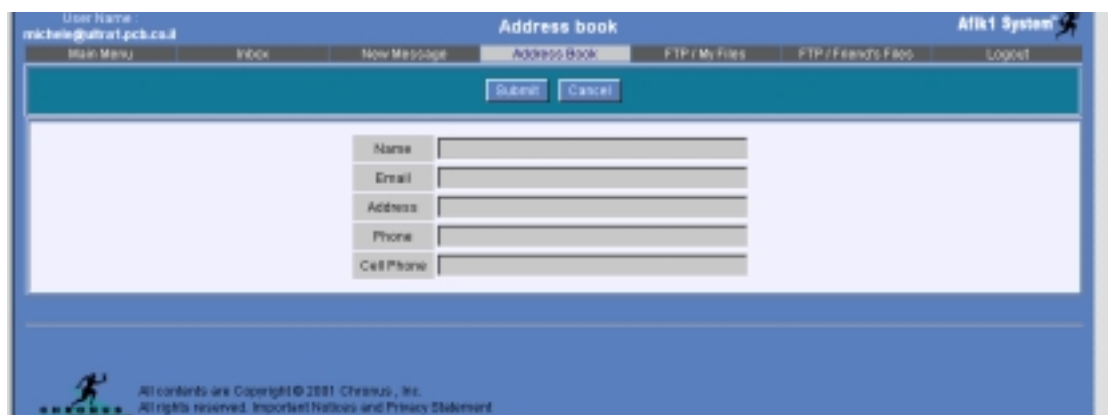 User Name :
michele@ultra1.pcb.co.il
Address book
Afik1 System
Main Menu Inbox New Message Address Book FTP / My Files FTP / Friend's Files Logout
Submit Cancel
Name
Email
Address
Phone
Cell Phone
All contents are Copyright © 2001 Chronus , Inc.
All rights reserved. Important Notices and Privacy Statement